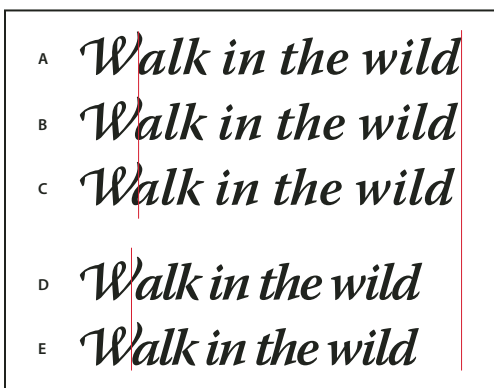 A Walk in the wild
B Walk in the wild
C Walk in the wild
D Walk in the wild
E Walk in the wild